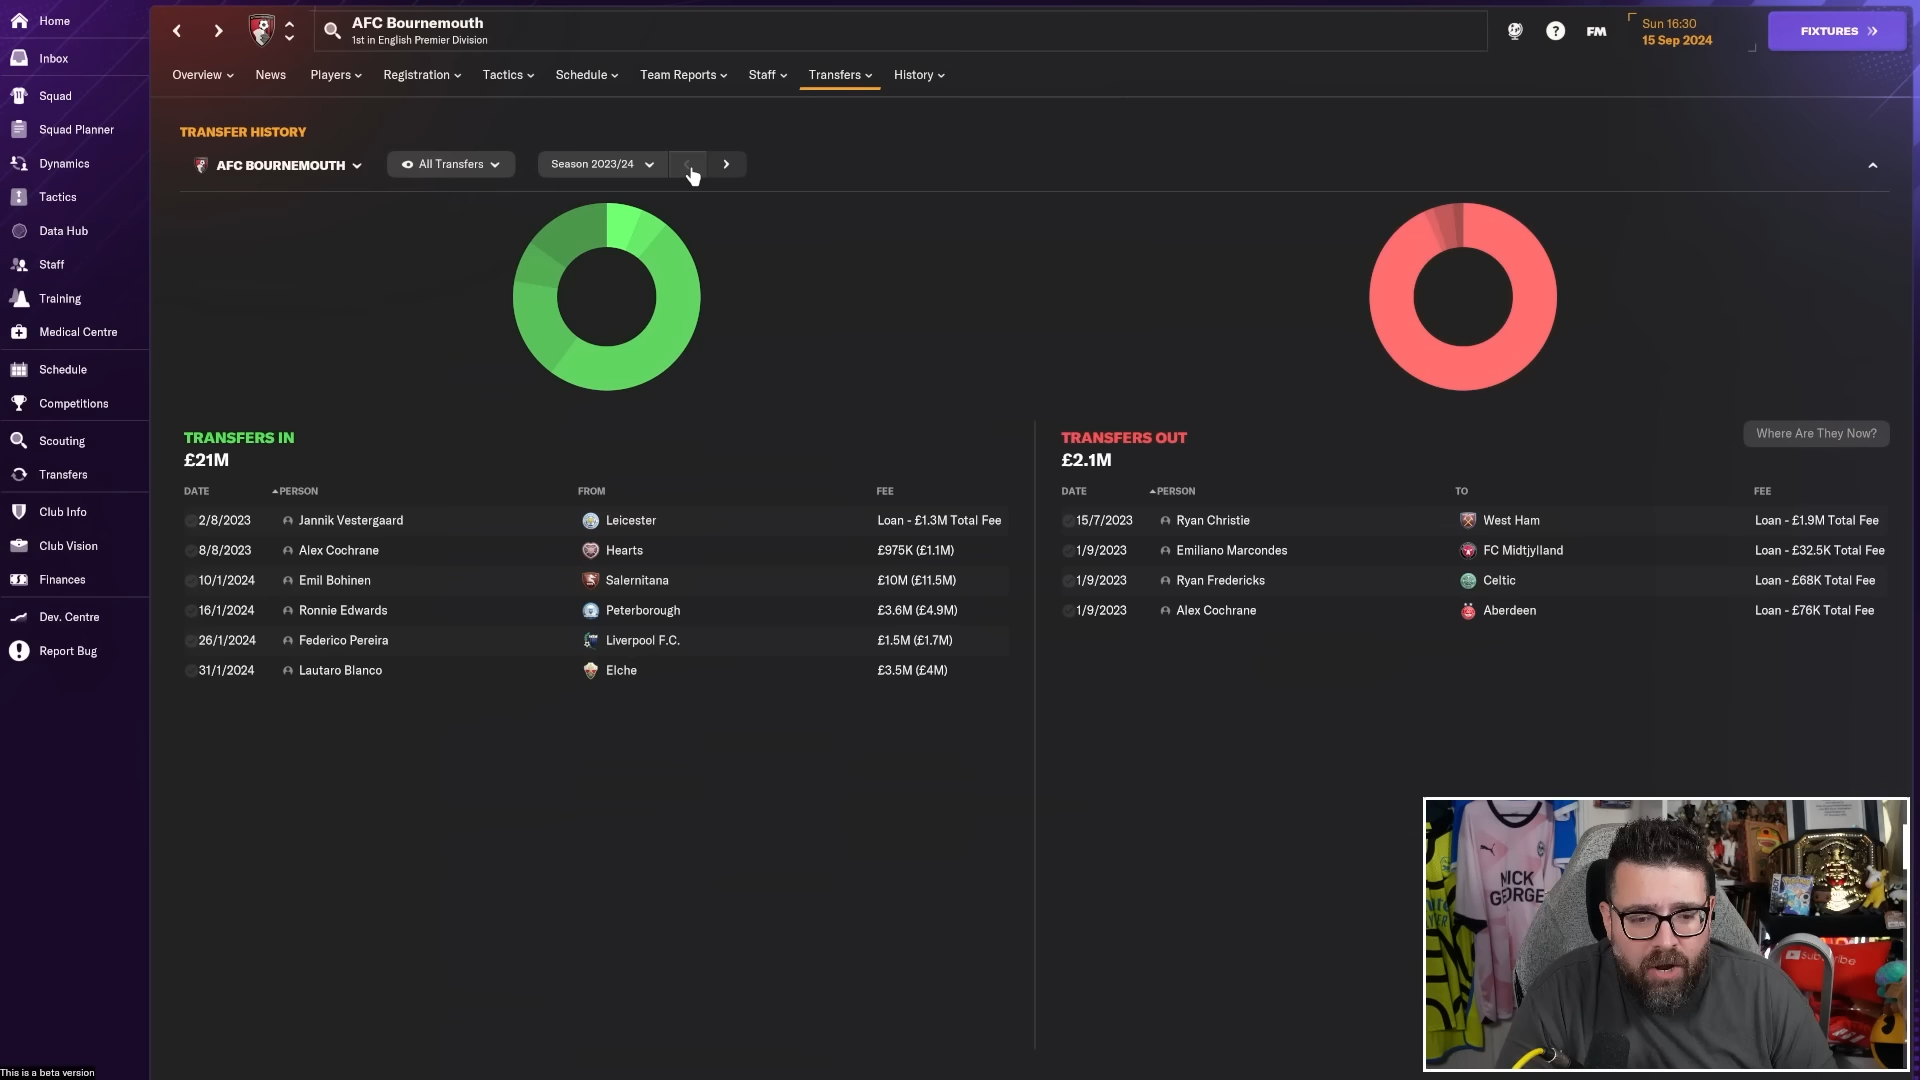 Home
Inbox
Squad
Squad Planner
Dynamics
Tactics
Data Hub
Staff
Training
Medical Centre
Schedule
Competitions
Scouting
Transfers
Club Info
Club Vision
Finances
Dev. Centre
Report Bug
This is a beta version
AFC Bournemouth
1st in English Premier Division
? FM
Sun 16:30
15 Sep 2024
FIXTURES
Overview News Players Registration Tactics Schedule Team Reports Staff Transfers History
TRANSFER HISTORY
AFC BOURNEMOUTH All Transfers Season 2023/24
TRANSFERS IN
£21M
DATE PERSON FROM FEE
2/8/2023 Jannik Vestergaard Leicester Loan - £1.3M Total Fee
8/8/2023 Alex Cochrane Hearts £975K (£1.1M)
10/1/2024 Emil Bohinen Salernitana £10M (£11.5M)
16/1/2024 Ronnie Edwards Peterborough £3.6M (£4.9M)
26/1/2024 Federico Pereira Liverpool F.C. £1.5M (£1.7M)
31/1/2024 Lautaro Blanco Elche £3.5M (£4M)
TRANSFERS OUT
£2.1M
Where Are They Now?
DATE PERSON TO FEE
15/7/2023 Ryan Christie West Ham Loan - £1.9M Total Fee
1/9/2023 Emiliano Marcondes FC Midtjylland Loan - £32.5K Total Fee
1/9/2023 Ryan Fredericks Celtic Loan - £68K Total Fee
1/9/2023 Alex Cochrane Aberdeen Loan - £76K Total Fee
NICK
GEORGE